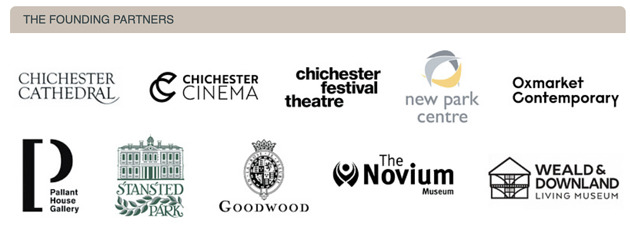 THE FOUNDING PARTNERS
CHICHESTER
CATHEDRAL
CHICHESTER
CINEMA
chichester
festival
theatre
new park
centre
Oxmarket
Contemporary
Pallant
House
Gallery
STANSTED
PARK
GOODWOOD
The
Novium
Museum
WEALD &
DOWNLAND
LIVING MUSEUM